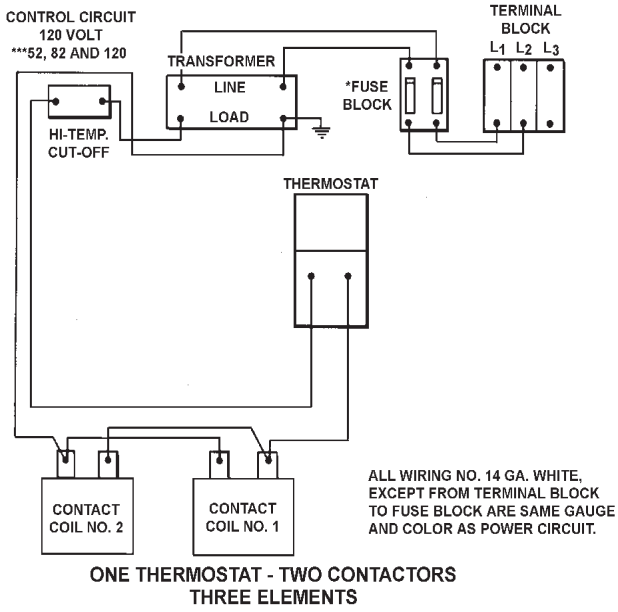 CONTROL CIRCUIT
120 VOLT
***52, 82 AND 120
TERMINAL
BLOCK
L1 L2 L3
TRANSFORMER
LINE
LOAD
*FUSE
BLOCK
HI-TEMP.
CUT-OFF
THERMOSTAT
CONTACT
COIL NO. 2
CONTACT
COIL NO. 1
ALL WIRING NO. 14 GA. WHITE,
EXCEPT FROM TERMINAL BLOCK
TO FUSE BLOCK ARE SAME GAUGE
AND COLOR AS POWER CIRCUIT.
ONE THERMOSTAT - TWO CONTACTORS
THREE ELEMENTS